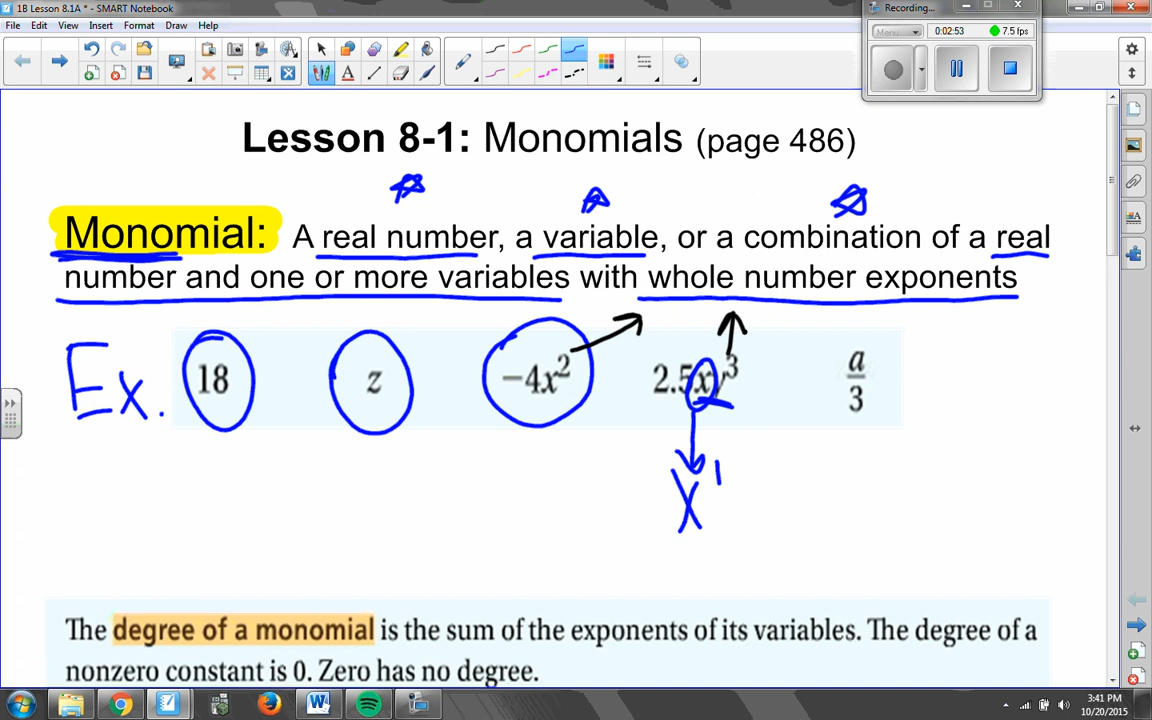 1B Lesson 8.1A * - SMART Notebook
Recording...
File Edit View Insert Format Tools Add-ons Draw Help
Menu 0:02:53 7.5 fps
Lesson 8-1: Monomials (page 486)
Monomial: A real number, a variable, or a combination of a real
number and one or more variables with whole number exponents
Ex. 18 z −4x² 2.5xy³ a/3
x¹
The degree of a monomial is the sum of the exponents of its variables. The degree of a
nonzero constant is 0. Zero has no degree.
3:41 PM
10/20/2015